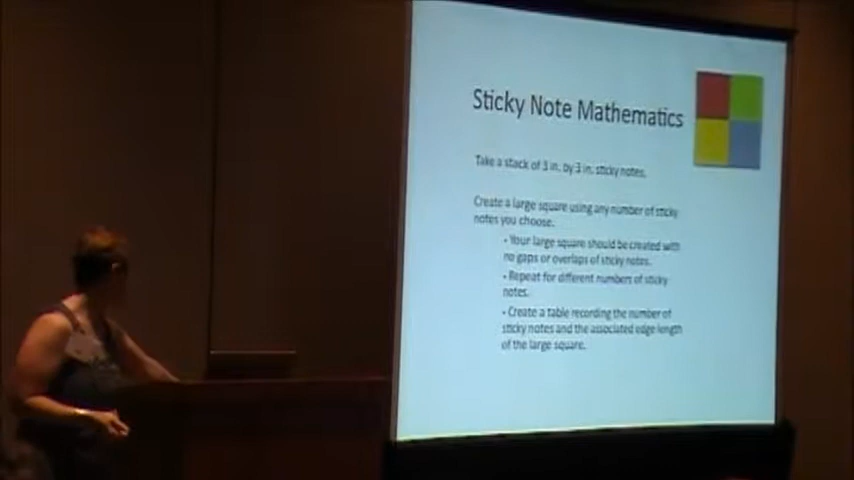 Sticky Note Mathematics
Take a stack of 3 in. by 3 in. sticky notes.
Create a large square using any number of sticky
notes you choose.
• Your large square should be created with
no gaps or overlaps of sticky notes.
• Repeat for different numbers of sticky
notes.
• Create a table recording the number of
sticky notes and the associated edge length
of the large square.